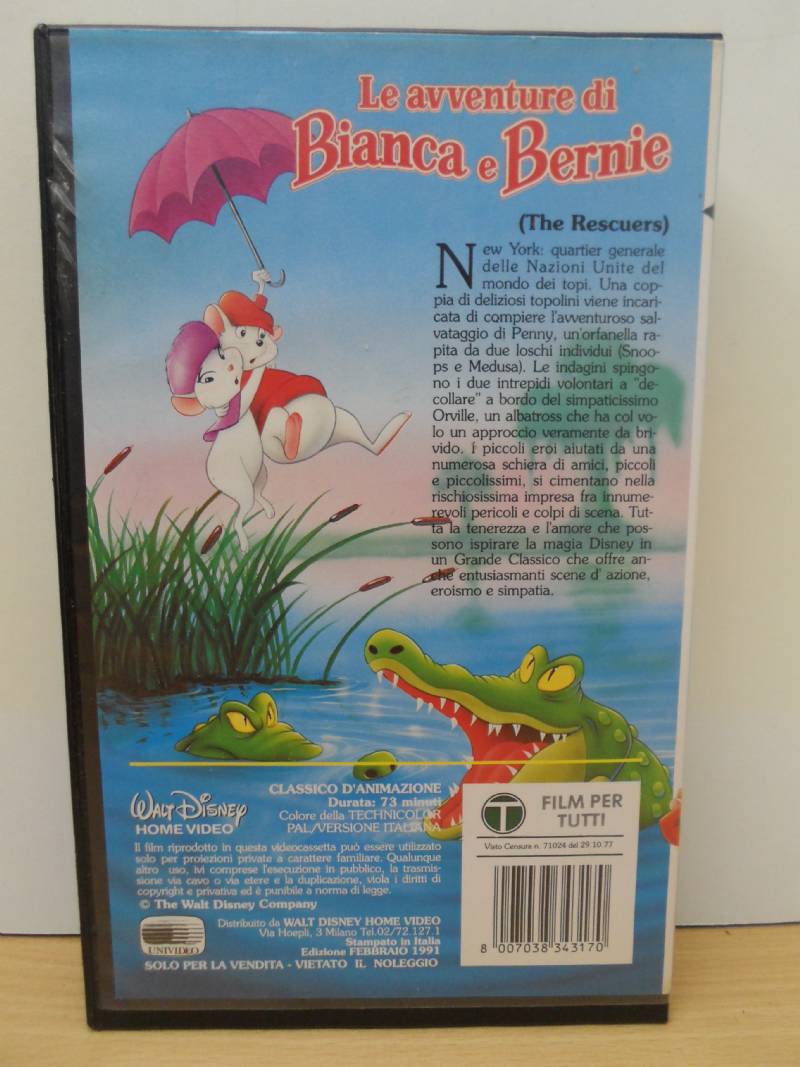 Le avventure di
Bianca e Bernie
(The Rescuers)
New York: quartier generale
delle Nazioni Unite del
mondo dei topi. Una cop-
pia di deliziosi topolini viene incari-
cata di compiere l'avventuroso sal-
vataggio di Penny, un'orfanella ra-
pita da due loschi individui (Snoo-
ps e Medusa). Le indagini spingo-
no i due intrepidi volontari a "de-
collare" a bordo del simpaticissimo
Orville, un albatross che ha col vo-
lo un approccio veramente da bri-
vido. I piccoli eroi aiutati da una
numerosa schiera di amici, piccoli
e piccolissimi, si cimentano nella
rischiosissima impresa fra innume-
revoli pericoli e colpi di scena. Tut-
ta la tenerezza e l'amore che pos-
sono ispirare la magia Disney in
un Grande Classico che offre an-
che entusiasmanti scene d' azione,
eroismo e simpatia.
WALT DISNEY
HOME VIDEO
CLASSICO D'ANIMAZIONE
Durata: 73 minuti
Colore della TECHNICOLOR
PAL/VERSIONE ITALIANA
Il film riprodotto in questa videocassetta può essere utilizzato
solo per proiezioni private a carattere familiare. Qualunque
altro uso, ivi comprese l'esecuzione in pubblico, la trasmis-
sione via cavo o via etere e la duplicazione, viola i diritti di
copyright e privativa ed è punibile a norma di legge.
© The Walt Disney Company
UNIVIDEO
Distribuito da WALT DISNEY HOME VIDEO
Via Hoepli, 3 Milano Tel.02/72.127.1
Stampato in Italia
Edizione FEBBRAIO 1991
SOLO PER LA VENDITA - VIETATO IL NOLEGGIO
T
FILM PER
TUTTI
Visto Censura n. 71024 del 29.10.77
8 007038 343170